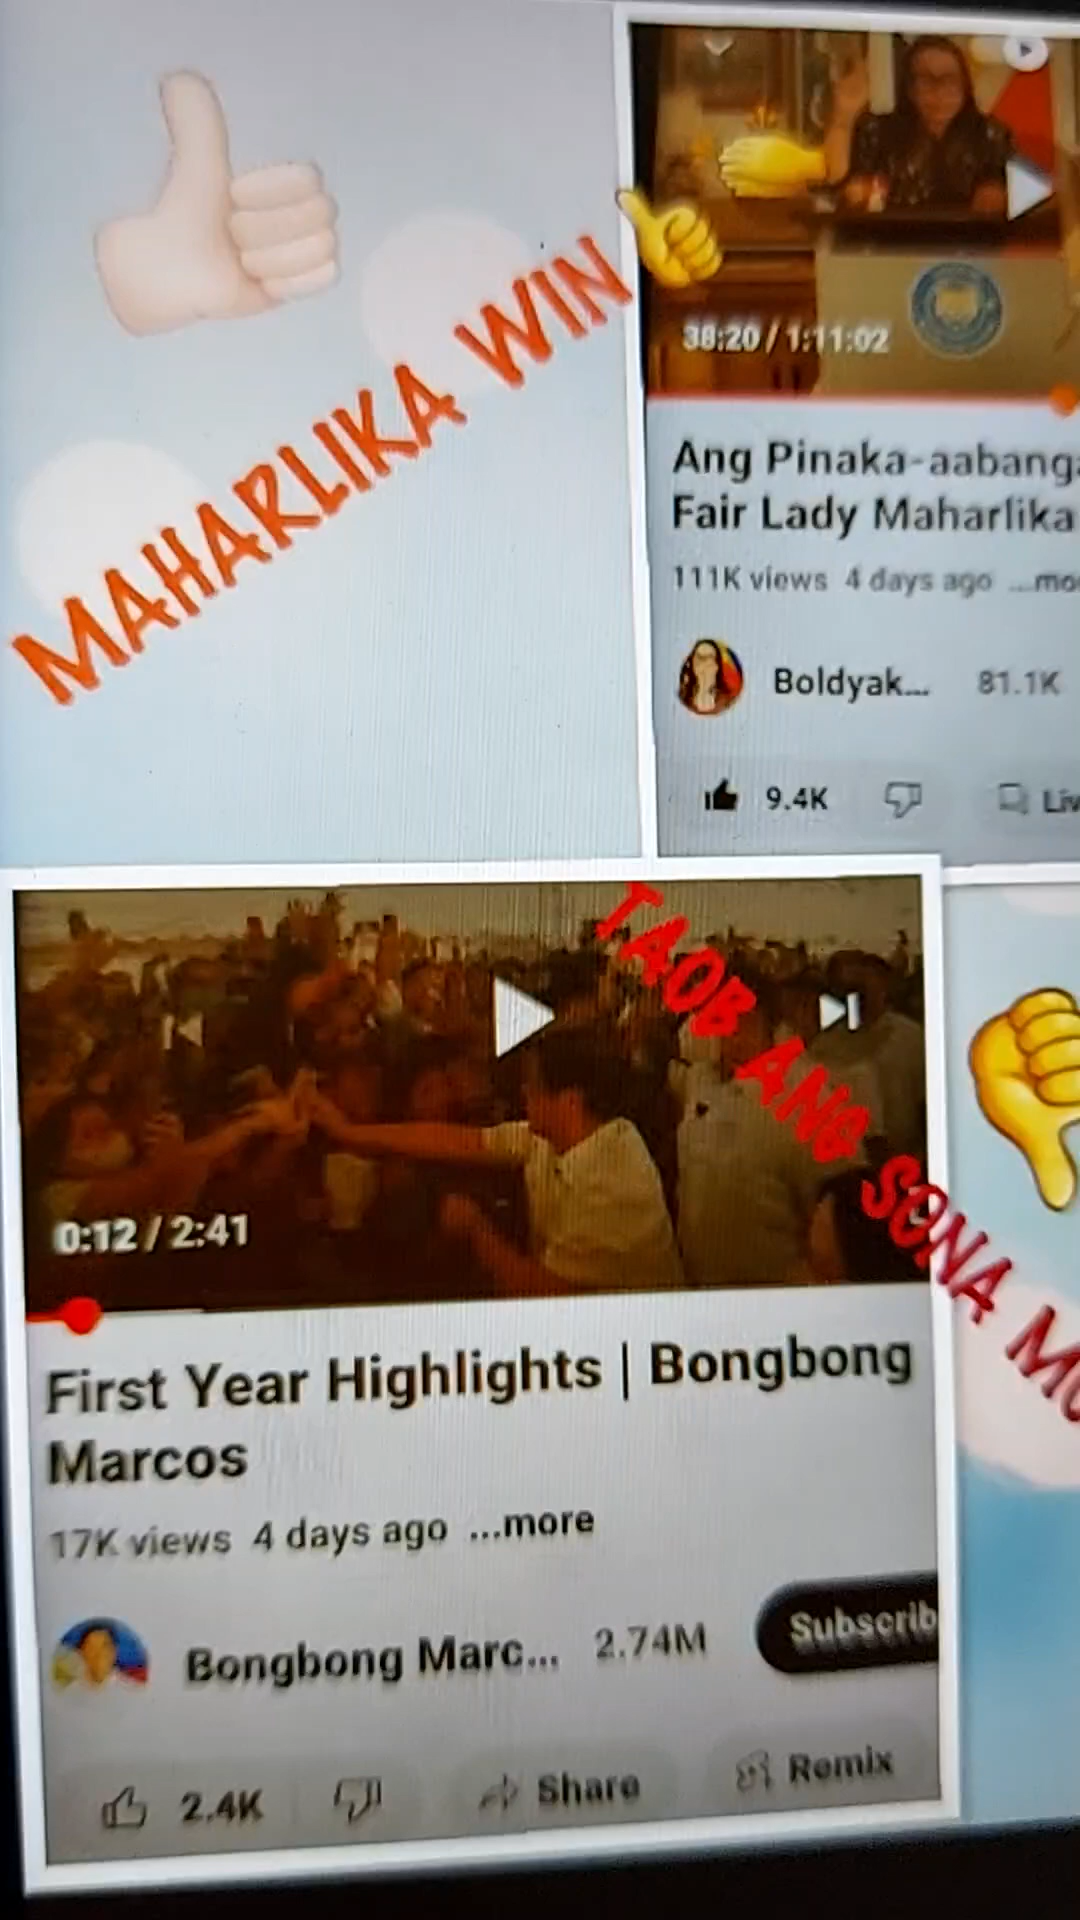 MAHARLIKA WIN
38:20 / 1:11:02
Ang Pinaka-aabang
Fair Lady Maharlika
111K views 4 days ago ...mo
Boldyak... 81.1K
9.4K
Liv
TAOB ANG SONA MO
0:12 / 2:41
First Year Highlights | Bongbong
Marcos
17K views 4 days ago ...more
Bongbong Marc... 2.74M
Subscrib
2.4K
Share
Remix